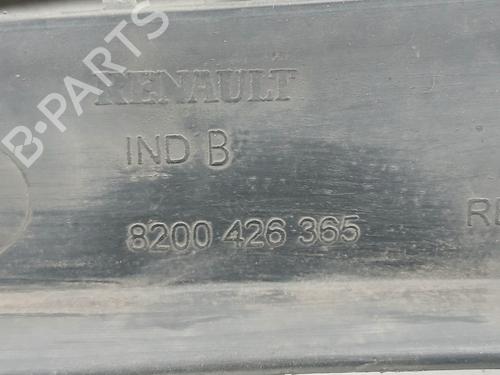 B-PARTS
RENAULT
IND B
8200 426 365